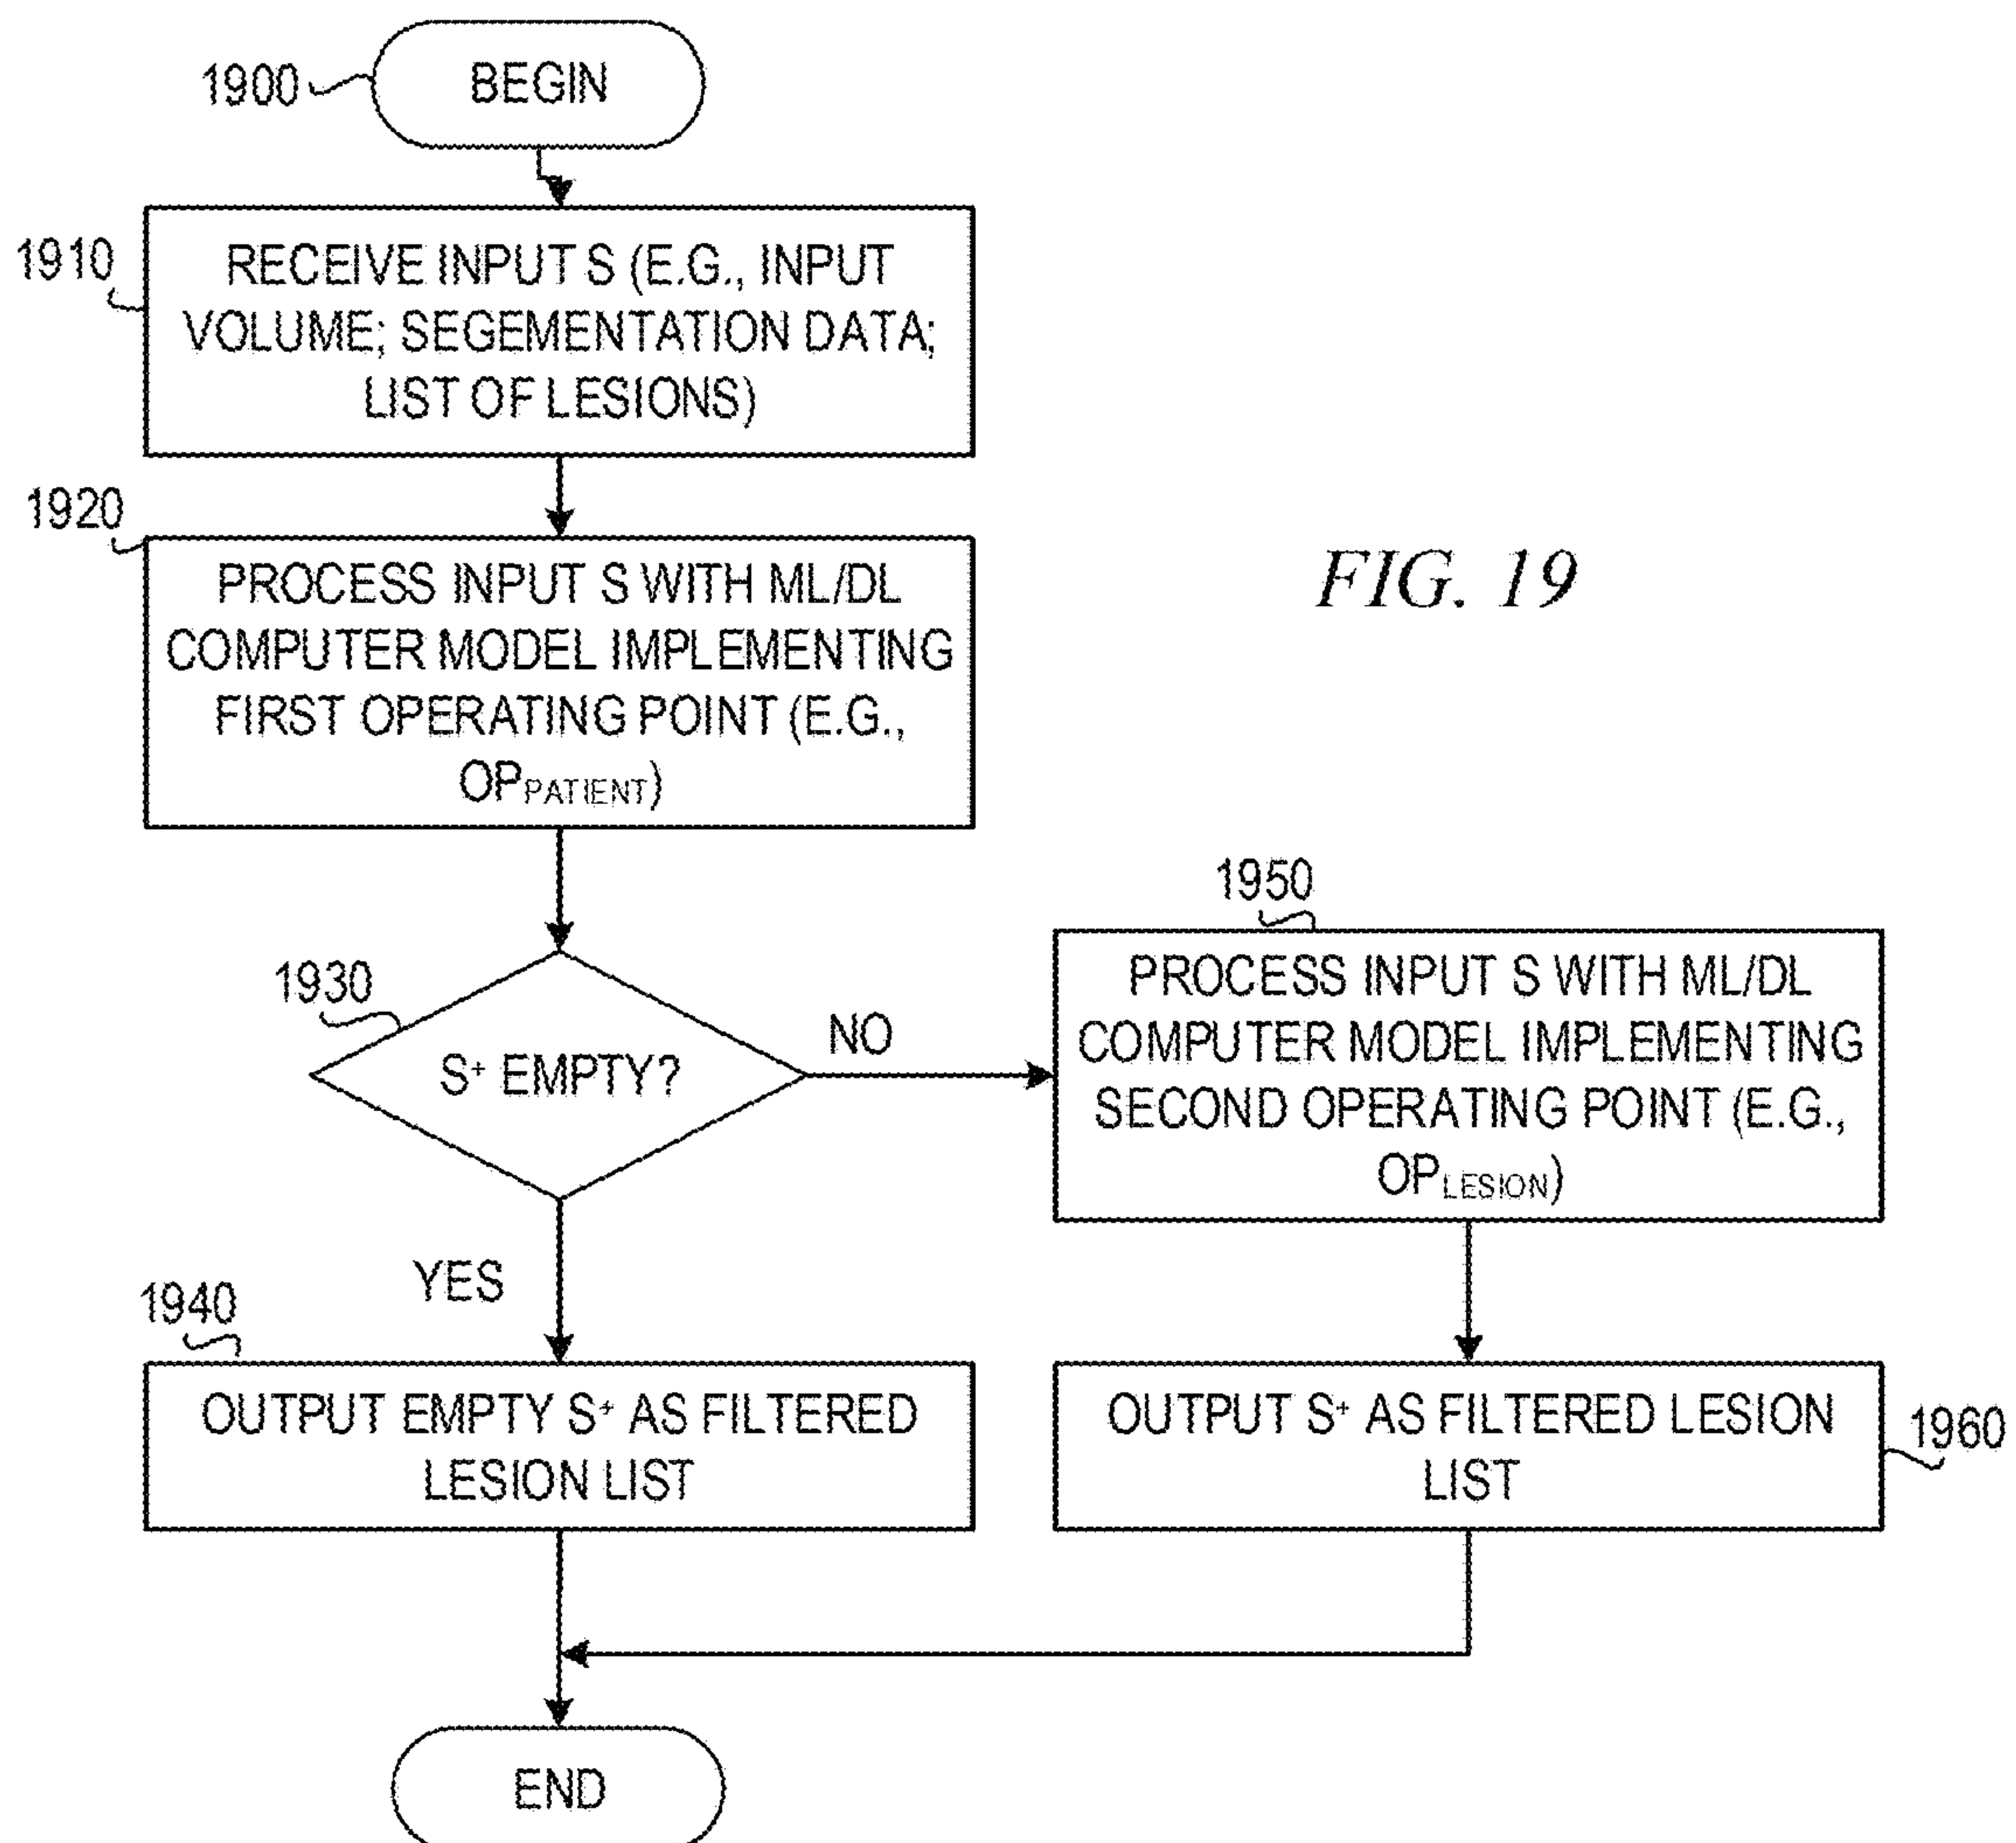 1900
BEGIN
1910
RECEIVE INPUT S (E.G., INPUT
VOLUME; SEGEMENTATION DATA;
LIST OF LESIONS)
1920
PROCESS INPUT S WITH ML/DL
COMPUTER MODEL IMPLEMENTING
FIRST OPERATING POINT (E.G.,
OPPATIENT)
FIG. 19
1930
S+ EMPTY?
NO
YES
1950
PROCESS INPUT S WITH ML/DL
COMPUTER MODEL IMPLEMENTING
SECOND OPERATING POINT (E.G.,
OPLESION)
1940
OUTPUT EMPTY S+ AS FILTERED
LESION LIST
OUTPUT S+ AS FILTERED LESION
LIST
1960
END